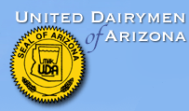 UNITED DAIRYMEN
of ARIZONA
SEAL OF ARIZONA
UDA